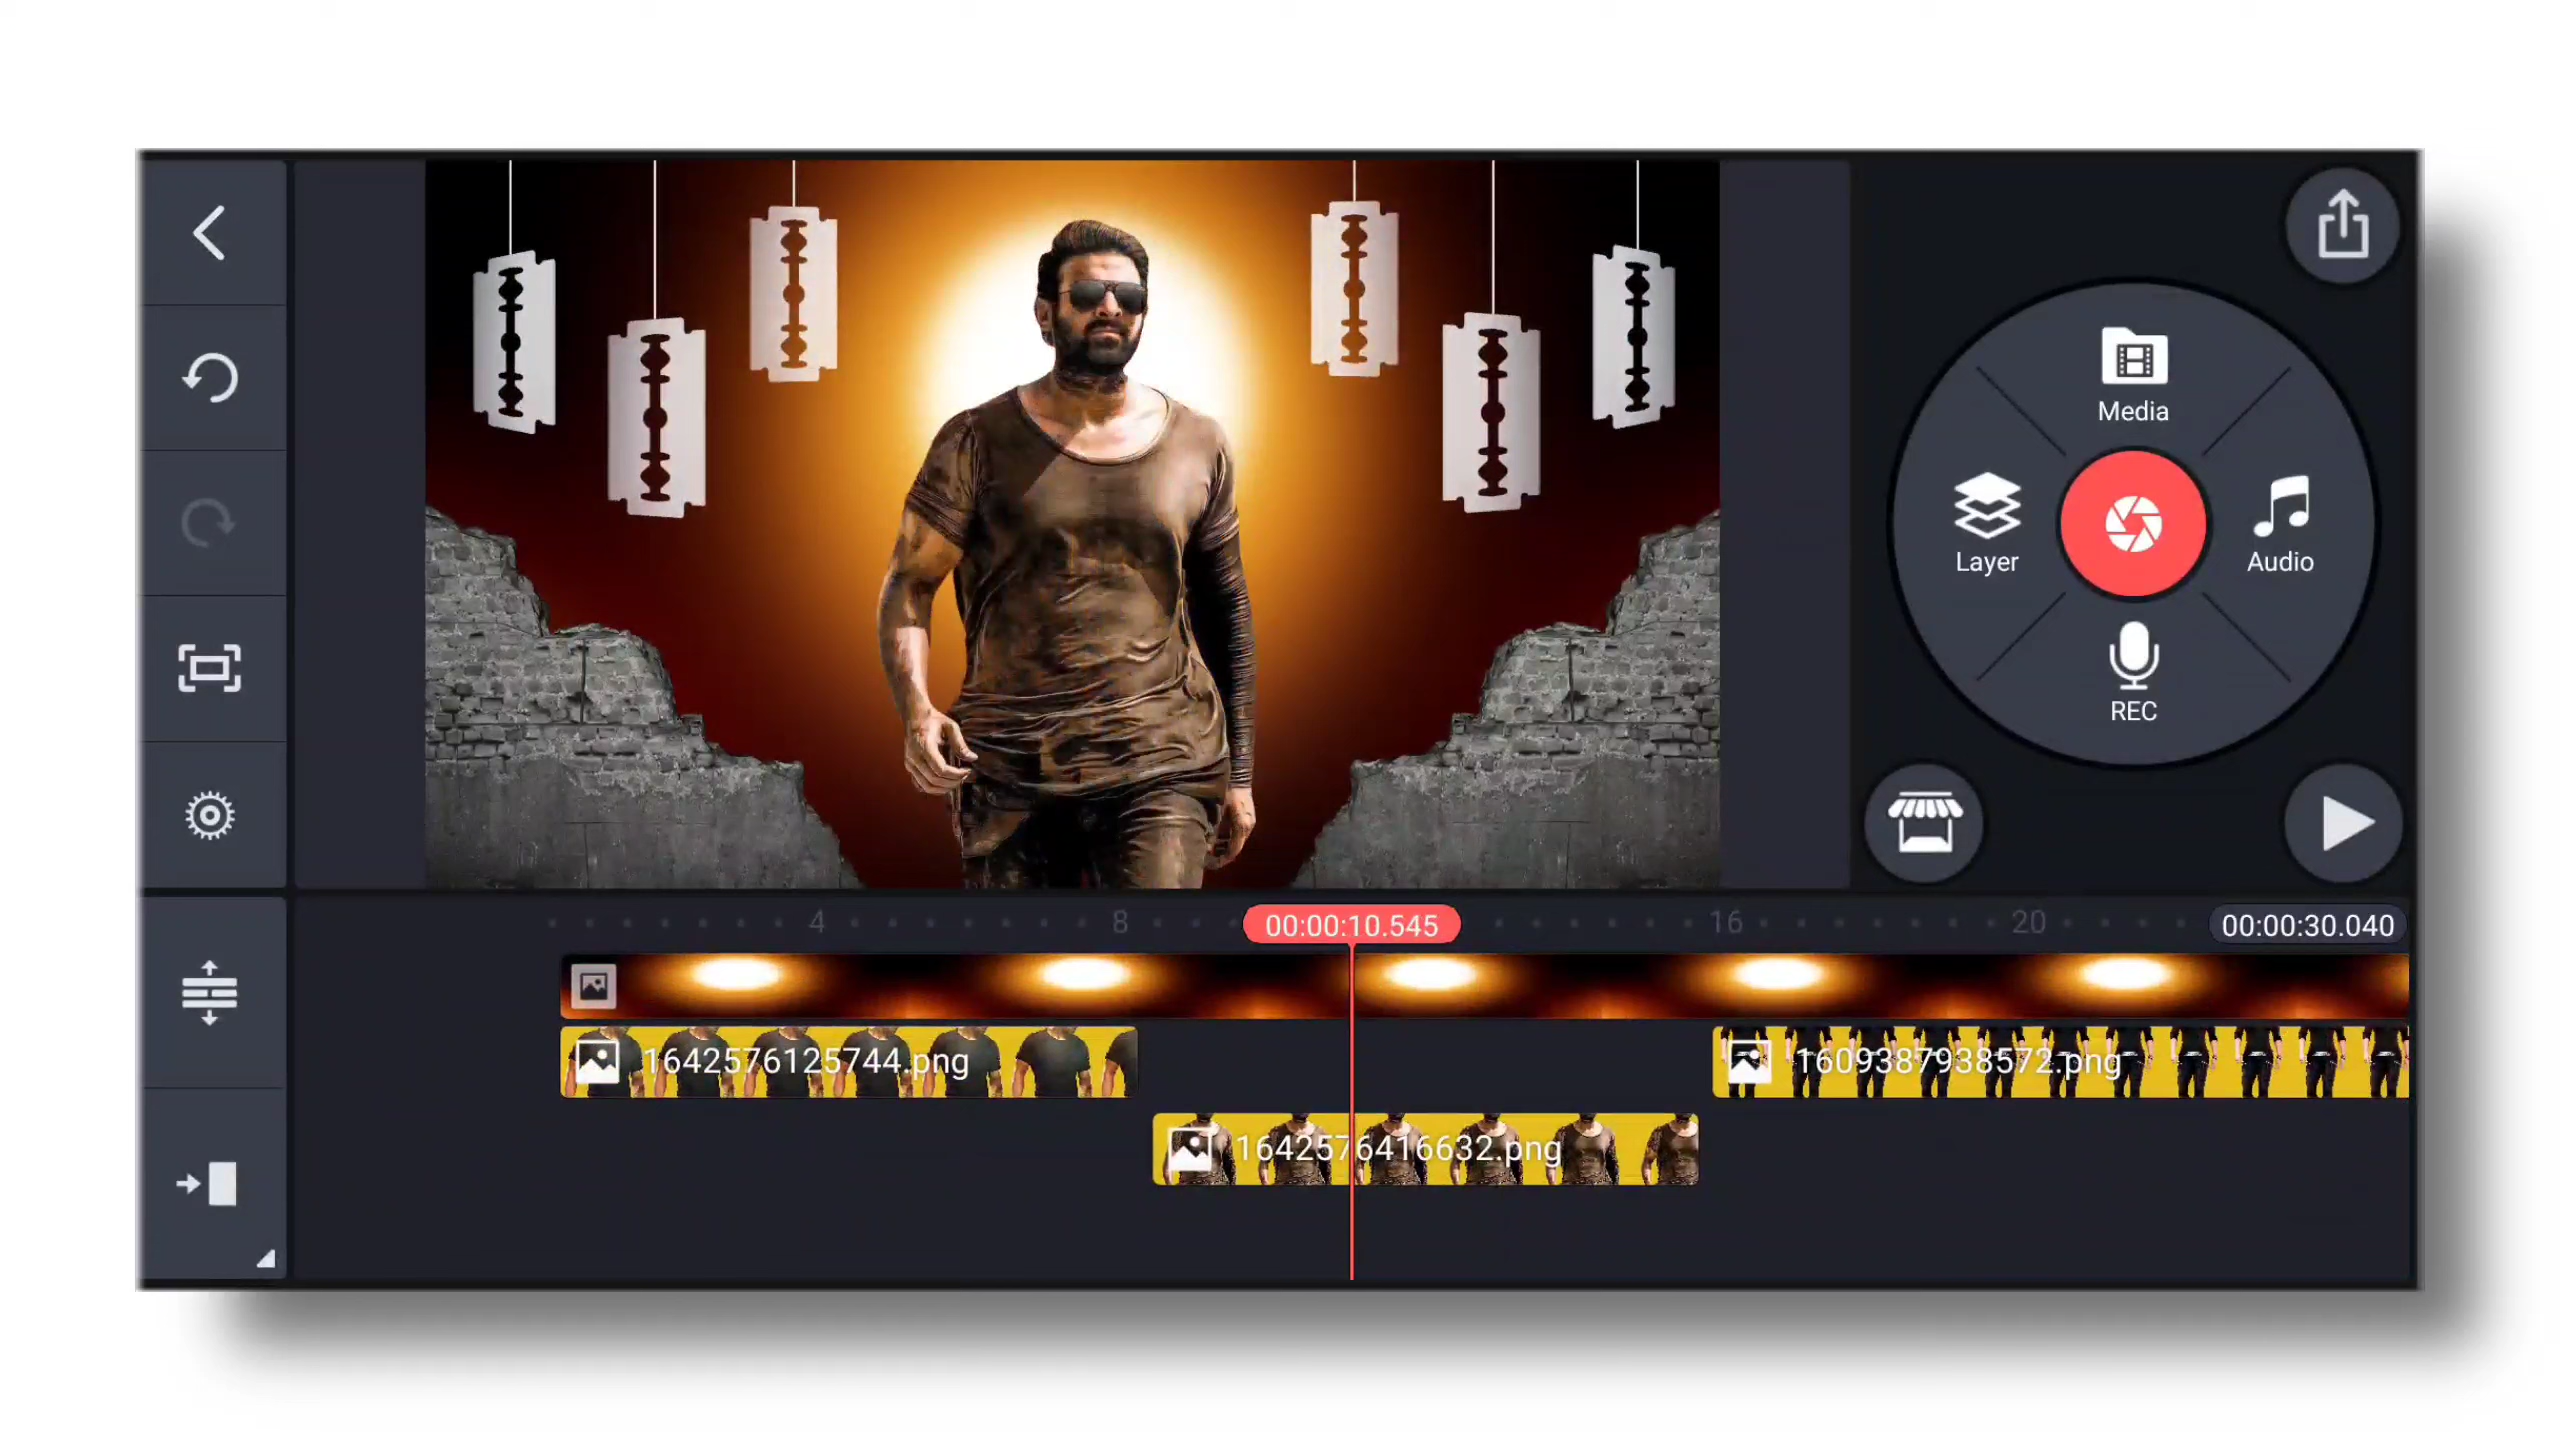 Media
Layer
Audio
REC
4
8
00:00:10.545
16
20
00:00:30.040
1642576125744.png
1609387938572.png
1642576416632.png